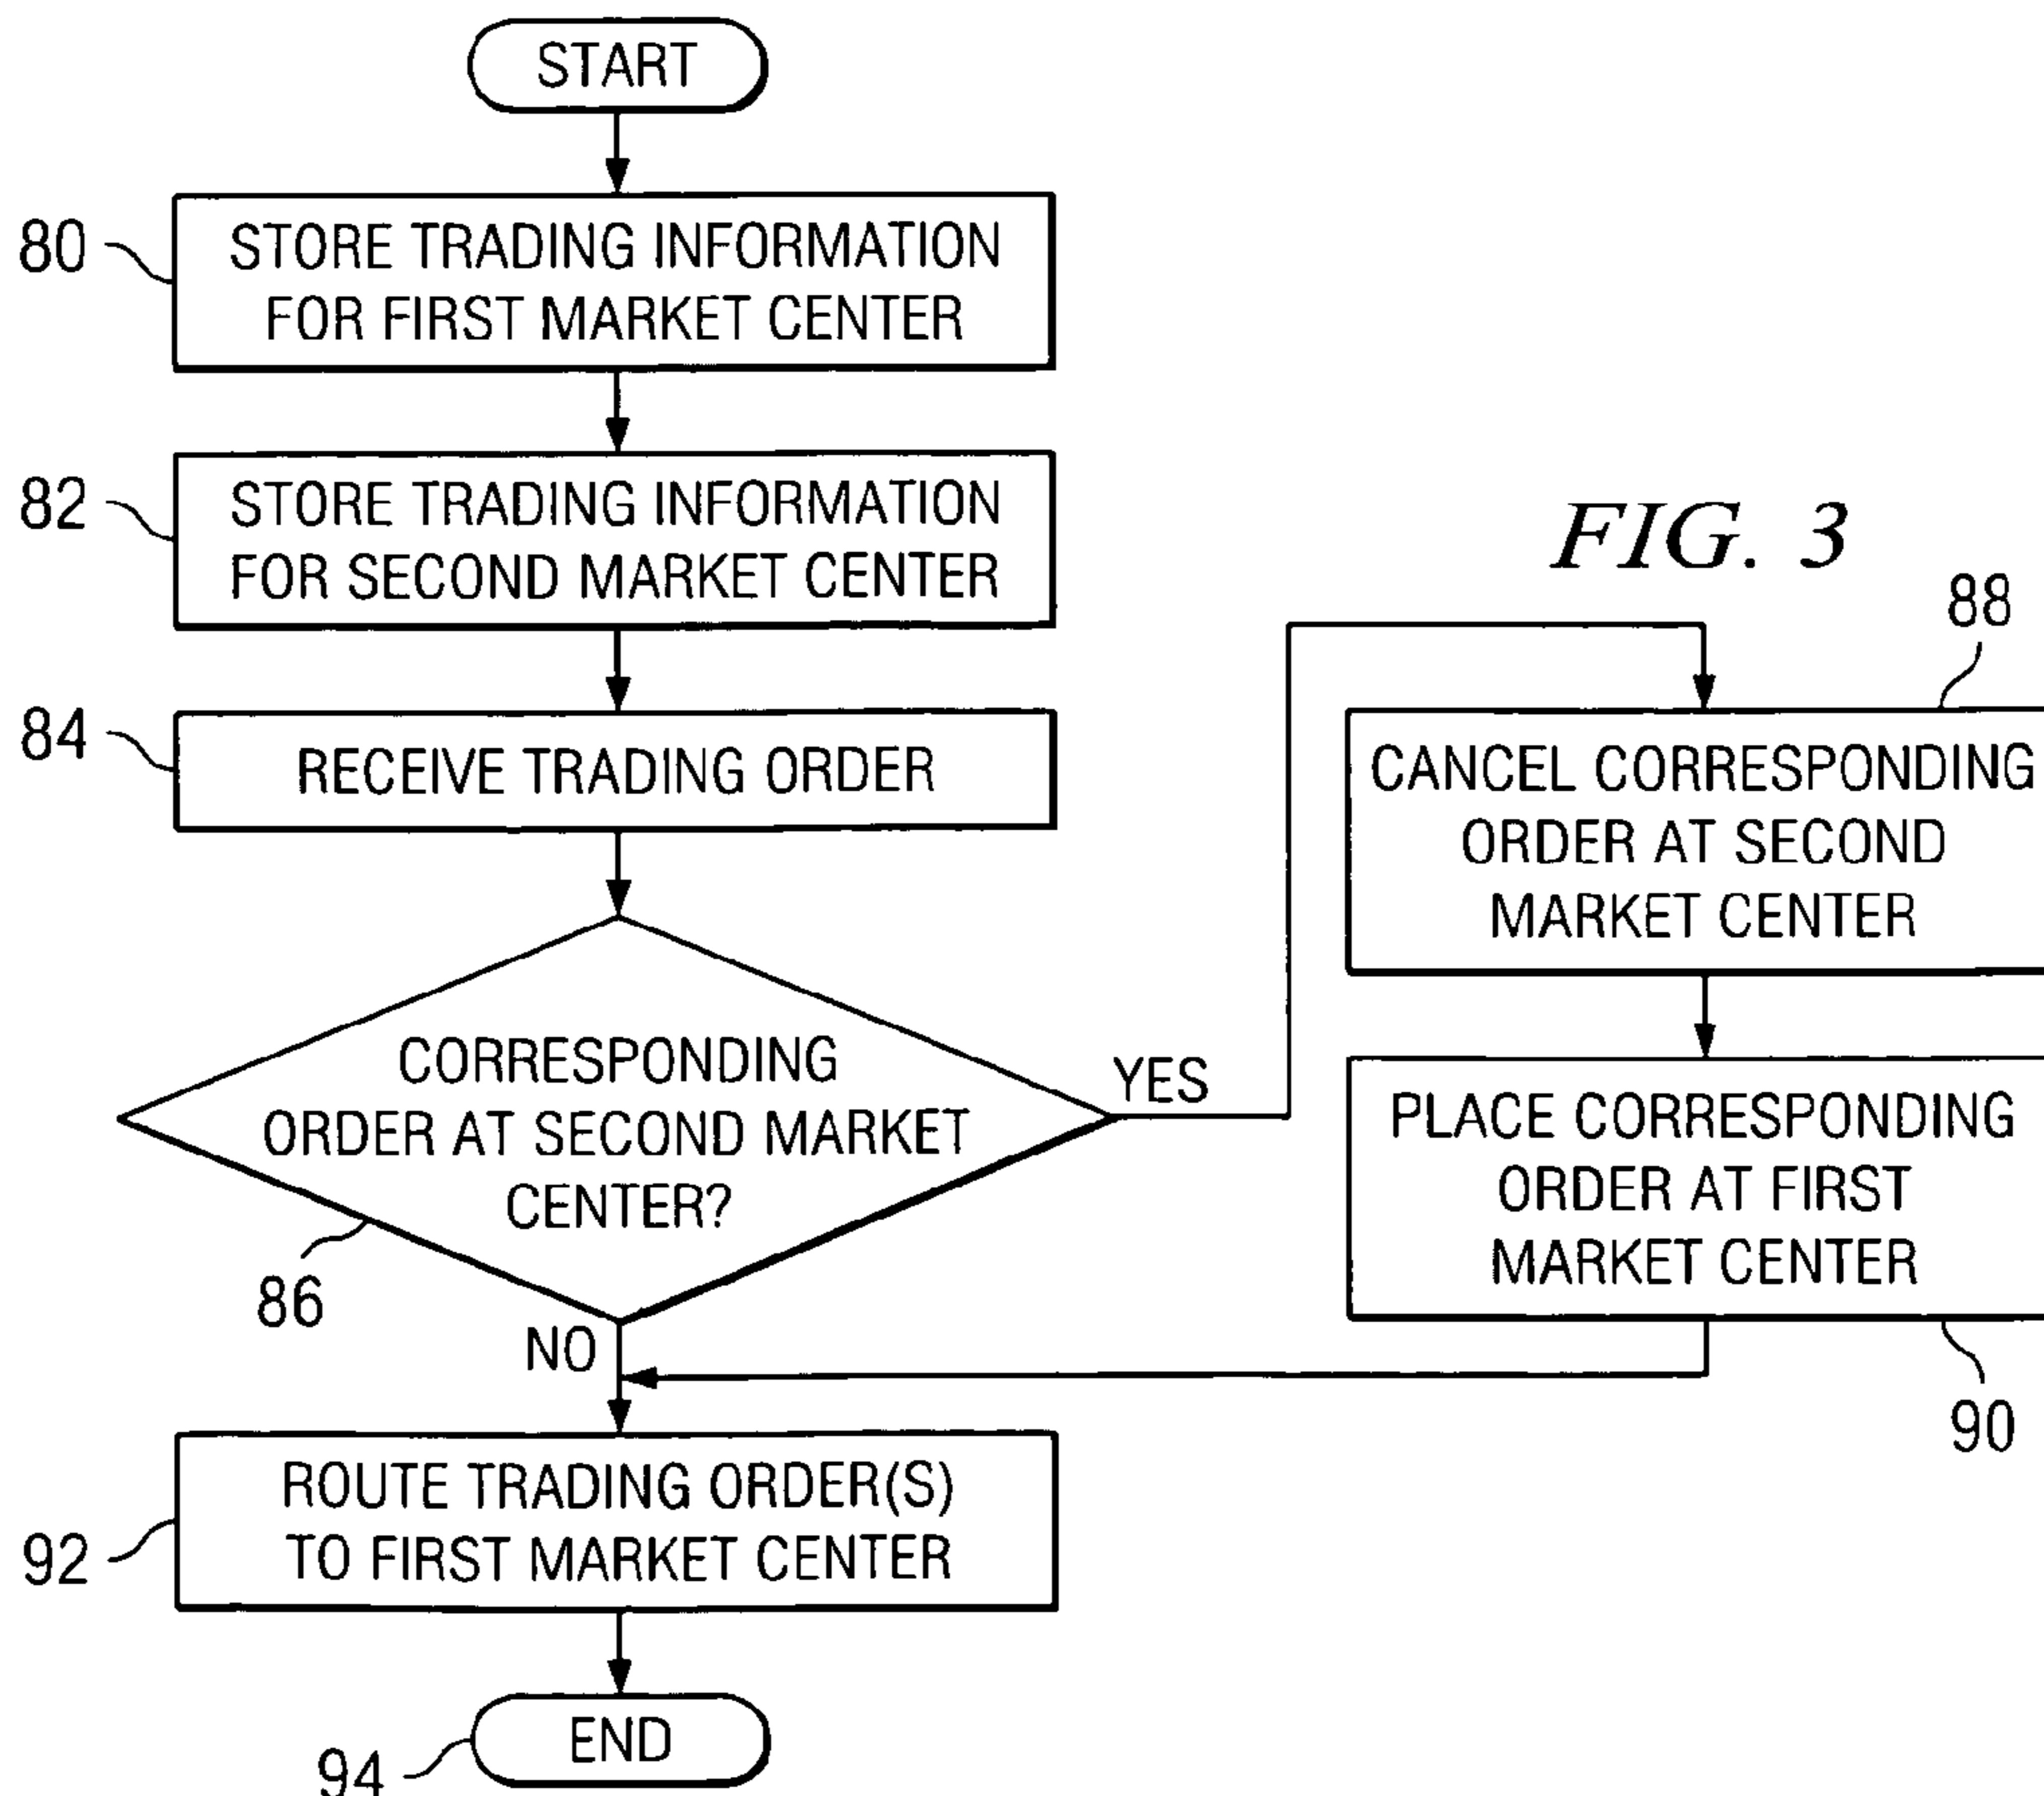 START
80
STORE TRADING INFORMATION
FOR FIRST MARKET CENTER
82
STORE TRADING INFORMATION
FOR SECOND MARKET CENTER
FIG. 3
84
RECEIVE TRADING ORDER
86
CORRESPONDING
ORDER AT SECOND MARKET
CENTER?
YES
88
CANCEL CORRESPONDING
ORDER AT SECOND
MARKET CENTER
PLACE CORRESPONDING
ORDER AT FIRST
MARKET CENTER
90
NO
92
ROUTE TRADING ORDER(S)
TO FIRST MARKET CENTER
94
END